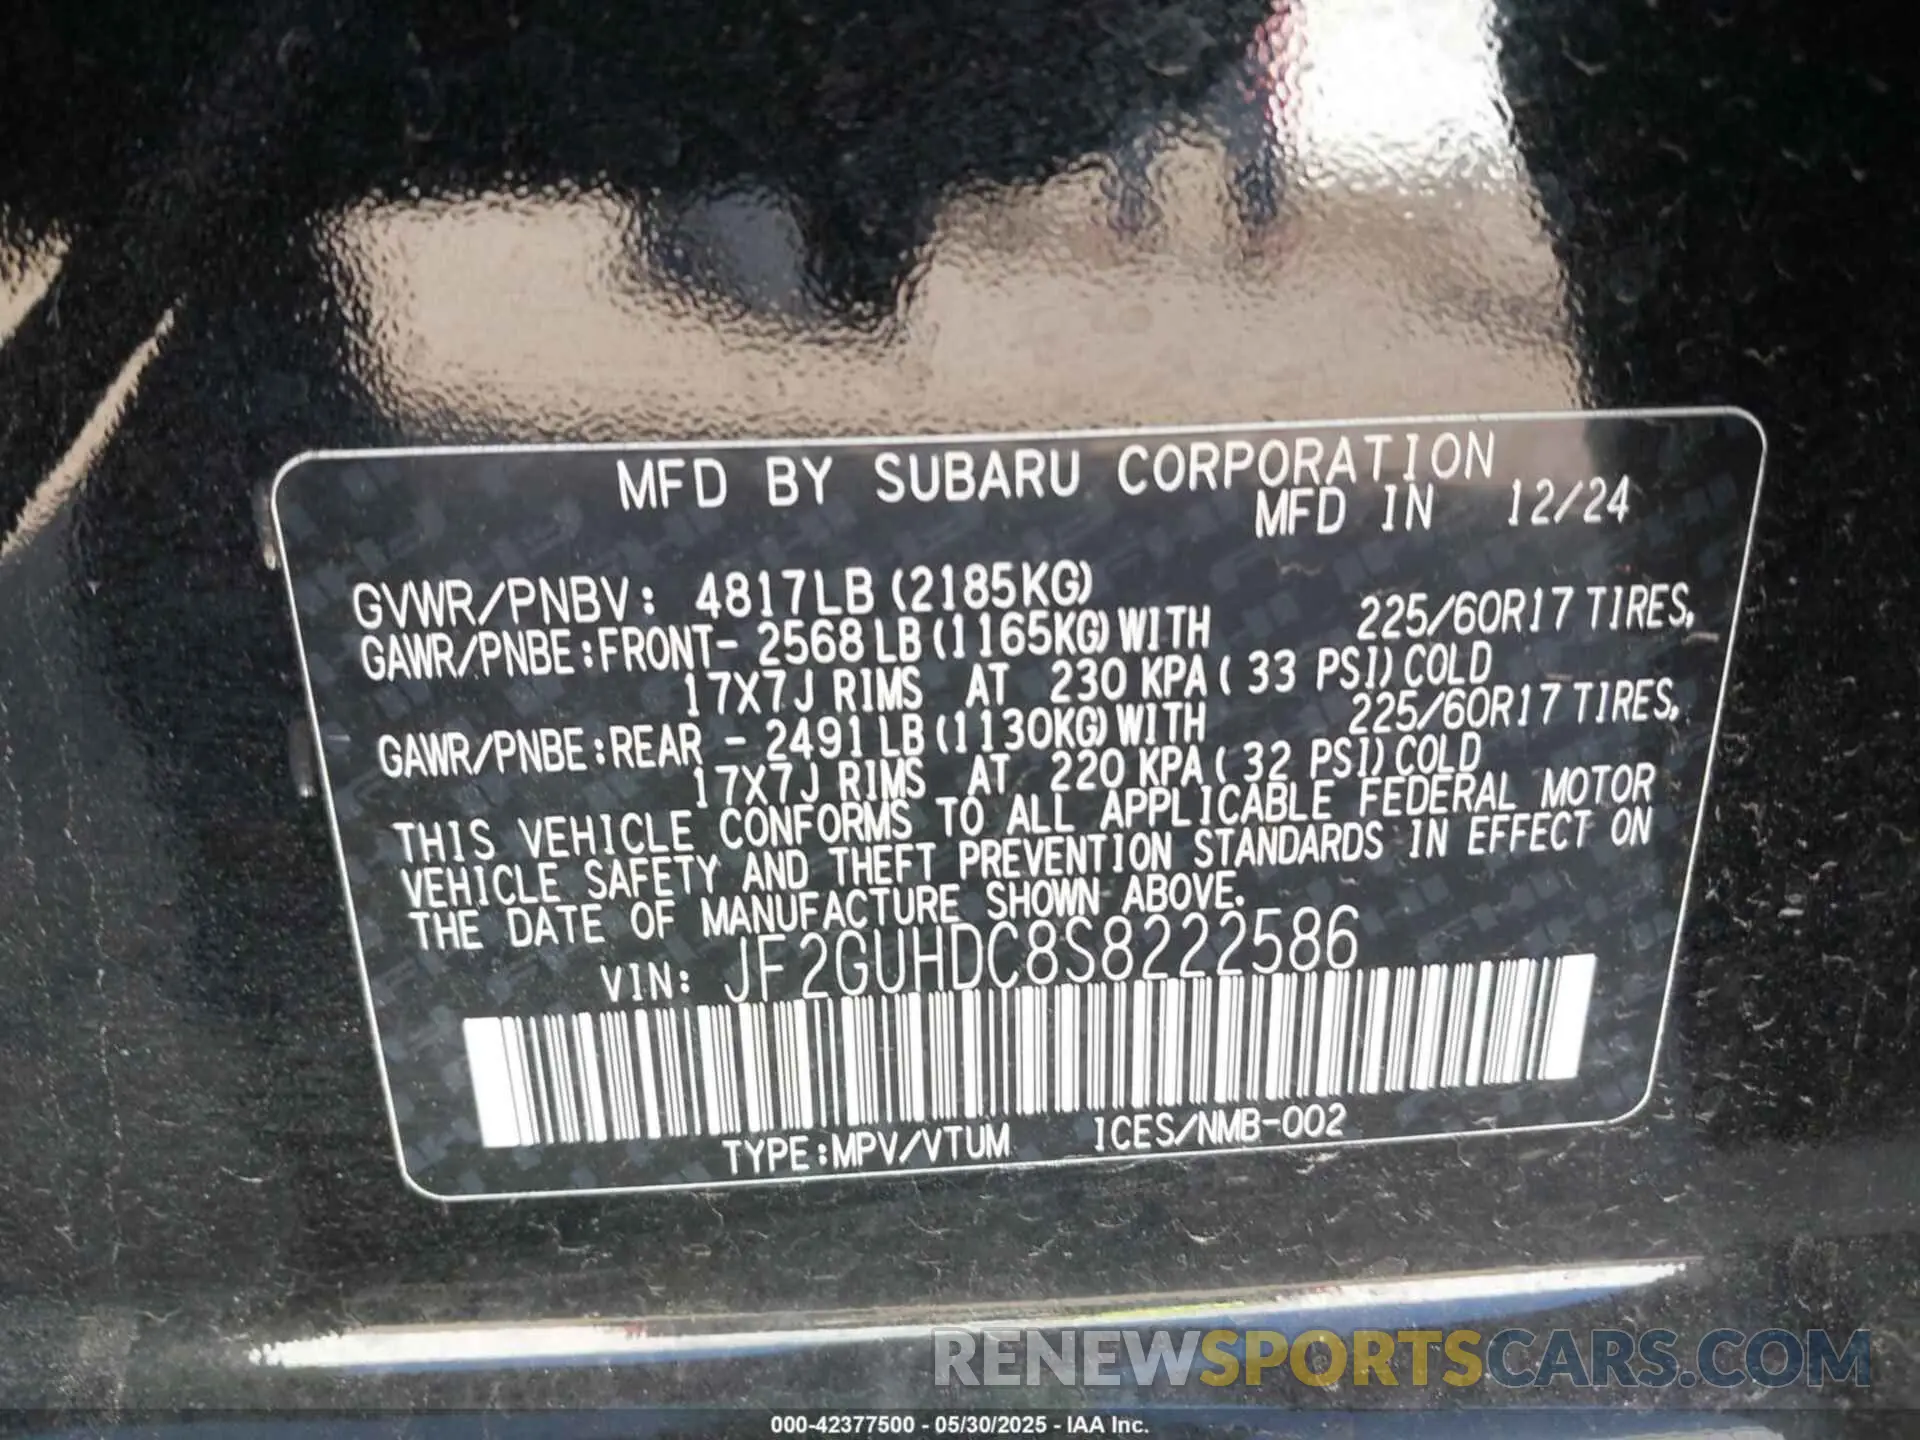 MFD BY SUBARU CORPORATION
MFD IN 12/24
GVWR/PNBV: 4817LB (2185KG)
GAWR/PNBE:FRONT- 2568 LB (1165KG) WITH 225/60R17 TIRES,
17X7J RIMS AT 230 KPA ( 33 PSI) COLD
GAWR/PNBE:REAR - 2491 LB (1130KG) WITH 225/60R17 TIRES,
17X7J RIMS AT 220 KPA ( 32 PSI) COLD
THIS VEHICLE CONFORMS TO ALL APPLICABLE FEDERAL MOTOR
VEHICLE SAFETY AND THEFT PREVENTION STANDARDS IN EFFECT ON
THE DATE OF MANUFACTURE SHOWN ABOVE.
VIN: JF2GUHDC8S8222586
TYPE:MPV/VTUM ICES/NMB-002
RENEWSPORTSCARS.COM
000-42377500 - 05/30/2025 - IAA Inc.